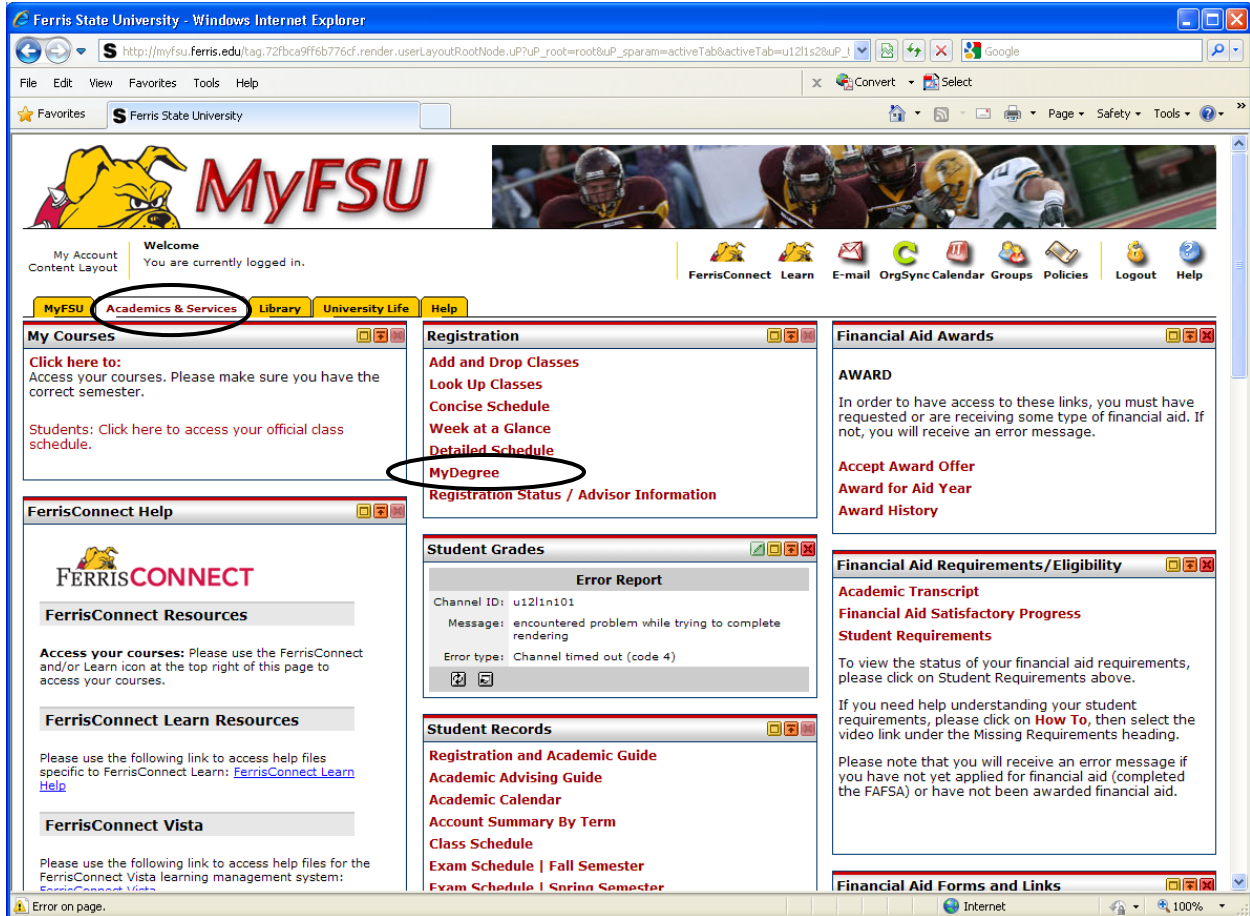 Ferris State University - Windows Internet Explorer
http://myfsu.ferris.edu/tag.72fbca9ff6b776cf.render.userLayoutRootNode.uP?uP_root=root&uP_sparam=activeTab&activeTab=u12l1s28&uP_t
Google
File Edit View Favorites Tools Help
x Convert Select
Favorites
S Ferris State University
Page Safety Tools
MyFSU
My Account
Content Layout
Welcome
You are currently logged in.
FerrisConnect Learn E-mail OrgSync Calendar Groups Policies Logout Help
MyFSU Academics & Services Library University Life Help
My Courses
Click here to:
Access your courses. Please make sure you have the
correct semester.
Students: Click here to access your official class
schedule.
FerrisConnect Help
FERRISCONNECT
FerrisConnect Resources
Access your courses: Please use the FerrisConnect
and/or Learn icon at the top right of this page to
access your courses.
FerrisConnect Learn Resources
Please use the following link to access help files
specific to FerrisConnect Learn: FerrisConnect Learn
Help
FerrisConnect Vista
Please use the following link to access help files for the
FerrisConnect Vista learning management system:
FerrisConnect Vista
Registration
Add and Drop Classes
Look Up Classes
Concise Schedule
Week at a Glance
Detailed Schedule
MyDegree
Registration Status / Advisor Information
Student Grades
Error Report
Channel ID: u12l1n101
Message: encountered problem while trying to complete
rendering
Error type: Channel timed out (code 4)
Student Records
Registration and Academic Guide
Academic Advising Guide
Academic Calendar
Account Summary By Term
Class Schedule
Exam Schedule | Fall Semester
Exam Schedule | Spring Semester
Financial Aid Awards
AWARD
In order to have access to these links, you must have
requested or are receiving some type of financial aid. If
not, you will receive an error message.
Accept Award Offer
Award for Aid Year
Award History
Financial Aid Requirements/Eligibility
Academic Transcript
Financial Aid Satisfactory Progress
Student Requirements
To view the status of your financial aid requirements,
please click on Student Requirements above.
If you need help understanding your student
requirements, please click on How To, then select the
video link under the Missing Requirements heading.
Please note that you will receive an error message if
you have not yet applied for financial aid (completed
the FAFSA) or have not been awarded financial aid.
Financial Aid Forms and Links
Error on page.
Internet
100%